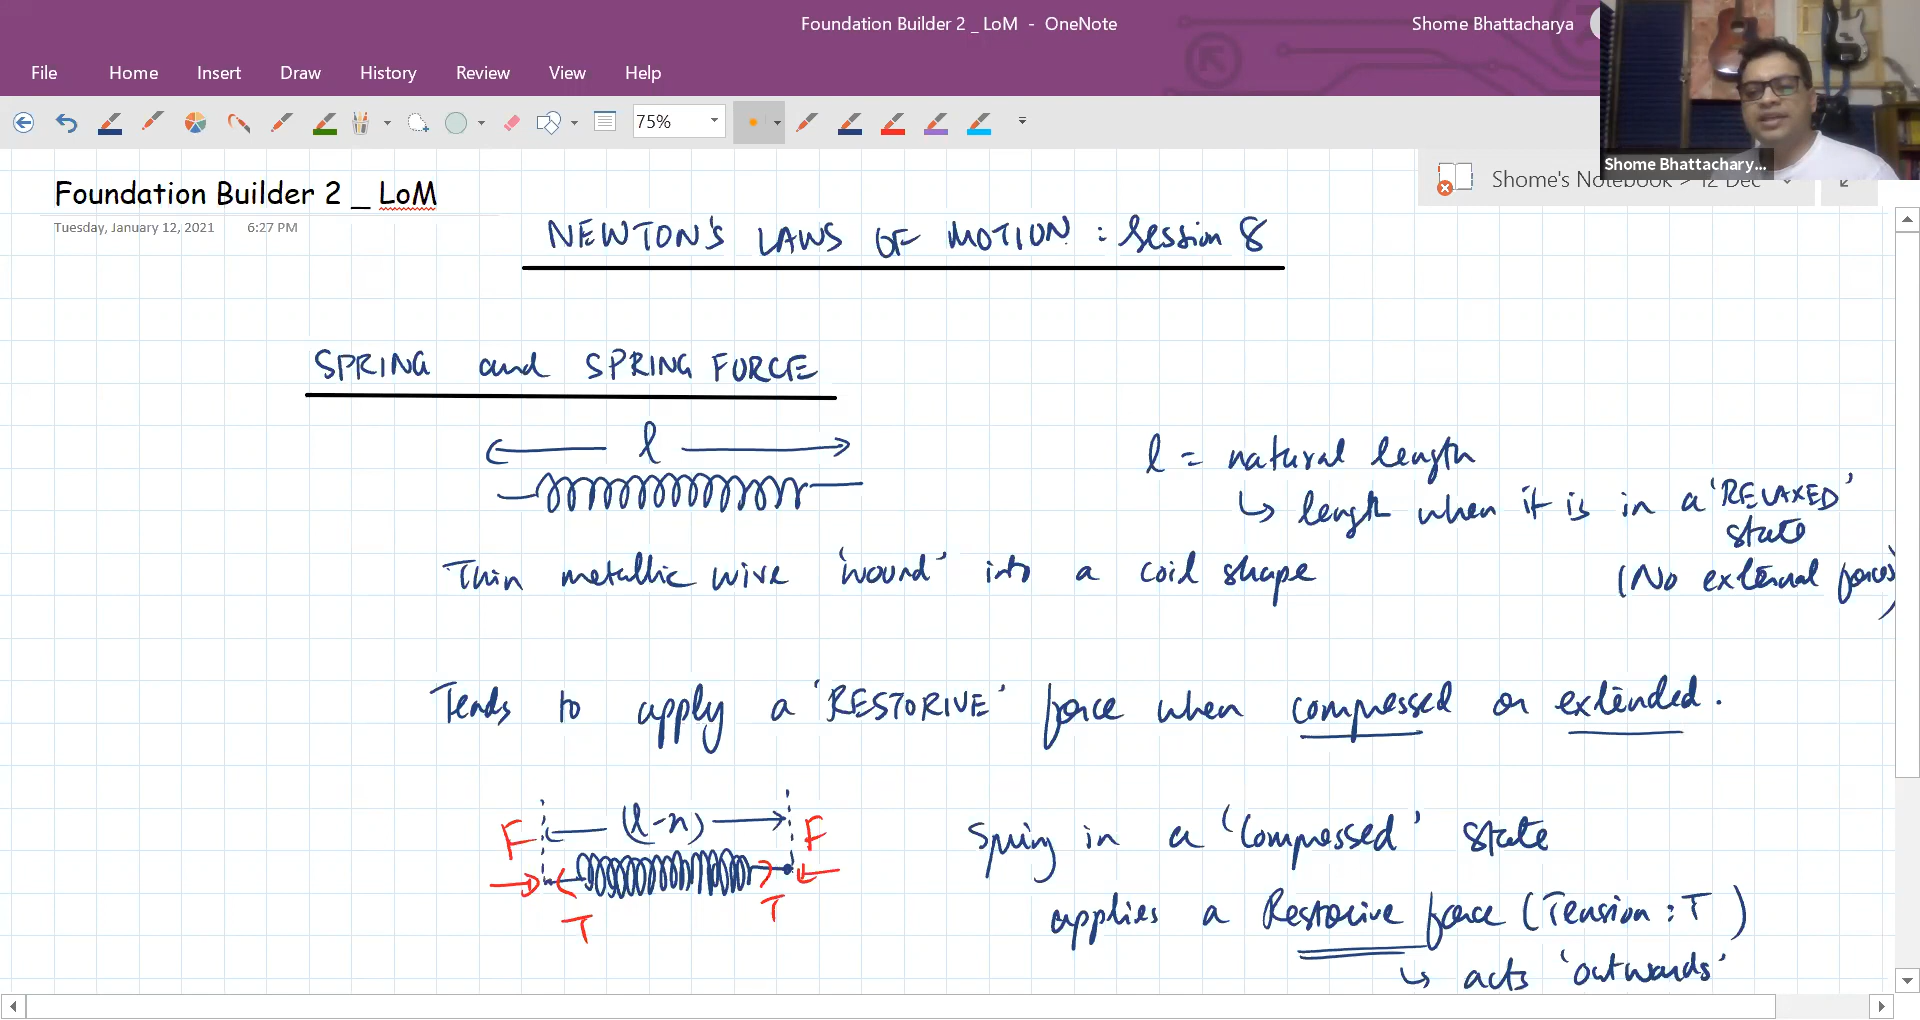 Foundation Builder 2 _ LoM - OneNote
Shome Bhattacharya
File Home Insert Draw History Review View Help
75%
Shome Bhattachary...
Shome's Notebook > 12 Dec
Foundation Builder 2 _ LoM
Tuesday, January 12, 2021 6:27 PM
NEWTON'S LAWS OF MOTION : Session 8
SPRING and SPRING FORCE
l
l = natural length
↳ length when it is in a 'RELAXED'
state
(No external forces)
Thin metallic wire 'wound' into a coil shape
Tends to apply a 'RESTORIVE' force when compressed or extended.
F (l-x) F
T T
Spring in a 'Compressed' state
applies a Restorive force (Tension : T)
↳ acts 'outwards'